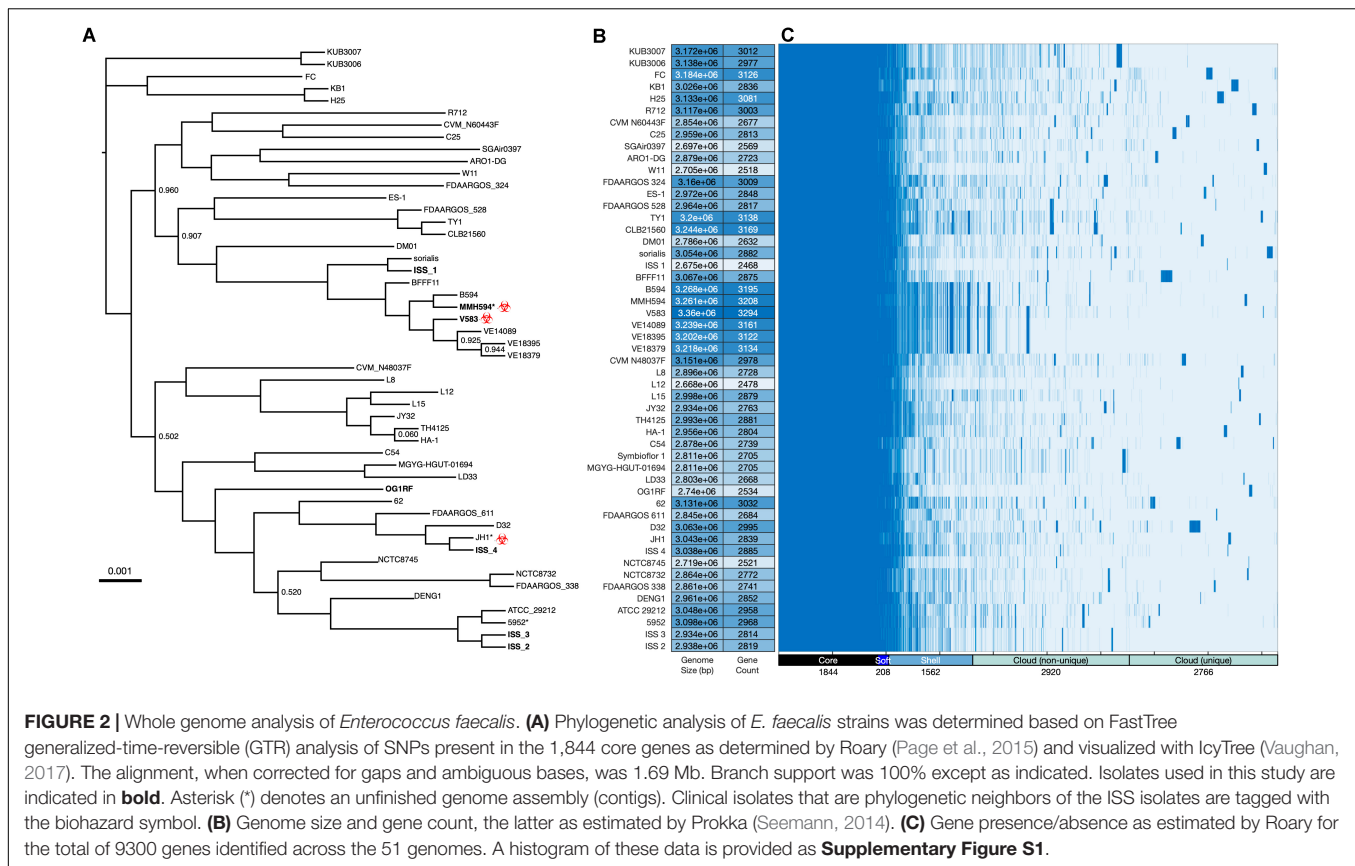 A
B
C
KUB3007
KUB3006
FC
KB1
H25
R712
CVM_N60443F
C25
SGAir0397
ARO1-DG
W11
FDAARGOS_324
0.960
ES-1
FDAARGOS_528
TY1
CLB21560
0.907
DM01
sorialis
ISS_1
BFFF11
B594
MMH594*
V583
VE14089
0.925
VE18395
0.944
VE18379
CVM_N48037F
L8
L12
L15
JY32
TH4125
0.060
HA-1
0.502
C54
MGYG-HGUT-01694
LD33
OG1RF
62
FDAARGOS_611
D32
JH1*
ISS_4
NCTC8745
NCTC8732
FDAARGOS_338
0.520
DENG1
ATCC_29212
5952*
ISS_3
ISS_2
0.001
KUB3007 3.172e+06 3012
KUB3006 3.138e+06 2977
FC 3.184e+06 3126
KB1 3.026e+06 2836
H25 3.133e+06 3081
R712 3.117e+06 3003
CVM N60443F 2.854e+06 2677
C25 2.959e+06 2813
SGAir0397 2.697e+06 2569
ARO1-DG 2.879e+06 2723
W11 2.705e+06 2518
FDAARGOS 324 3.16e+06 3009
ES-1 2.972e+06 2848
FDAARGOS 528 2.964e+06 2817
TY1 3.2e+06 3138
CLB21560 3.244e+06 3169
DM01 2.786e+06 2632
sorialis 3.054e+06 2882
ISS 1 2.675e+06 2468
BFFF11 3.067e+06 2875
B594 3.268e+06 3195
MMH594 3.261e+06 3208
V583 3.36e+06 3294
VE14089 3.239e+06 3161
VE18395 3.202e+06 3122
VE18379 3.218e+06 3134
CVM N48037F 3.151e+06 2978
L8 2.896e+06 2728
L12 2.668e+06 2478
L15 2.998e+06 2879
JY32 2.934e+06 2763
TH4125 2.993e+06 2881
HA-1 2.956e+06 2804
C54 2.878e+06 2739
Symbioflor 1 2.811e+06 2705
MGYG-HGUT-01694 2.811e+06 2705
LD33 2.803e+06 2668
OG1RF 2.74e+06 2534
62 3.131e+06 3032
FDAARGOS 611 2.845e+06 2684
D32 3.063e+06 2995
JH1 3.043e+06 2839
ISS 4 3.038e+06 2885
NCTC8745 2.719e+06 2521
NCTC8732 2.864e+06 2772
FDAARGOS 338 2.861e+06 2741
DENG1 2.961e+06 2852
ATCC 29212 3.048e+06 2958
5952 3.098e+06 2968
ISS 3 2.934e+06 2814
ISS 2 2.938e+06 2819
Genome Gene
Size (bp) Count
Core Soft Shell Cloud (non-unique) Cloud (unique)
1844 208 1562 2920 2766
FIGURE 2 | Whole genome analysis of Enterococcus faecalis. (A) Phylogenetic analysis of E. faecalis strains was determined based on FastTree
generalized-time-reversible (GTR) analysis of SNPs present in the 1,844 core genes as determined by Roary (Page et al., 2015) and visualized with IcyTree (Vaughan,
2017). The alignment, when corrected for gaps and ambiguous bases, was 1.69 Mb. Branch support was 100% except as indicated. Isolates used in this study are
indicated in bold. Asterisk (*) denotes an unfinished genome assembly (contigs). Clinical isolates that are phylogenetic neighbors of the ISS isolates are tagged with
the biohazard symbol. (B) Genome size and gene count, the latter as estimated by Prokka (Seemann, 2014). (C) Gene presence/absence as estimated by Roary for
the total of 9300 genes identified across the 51 genomes. A histogram of these data is provided as Supplementary Figure S1.